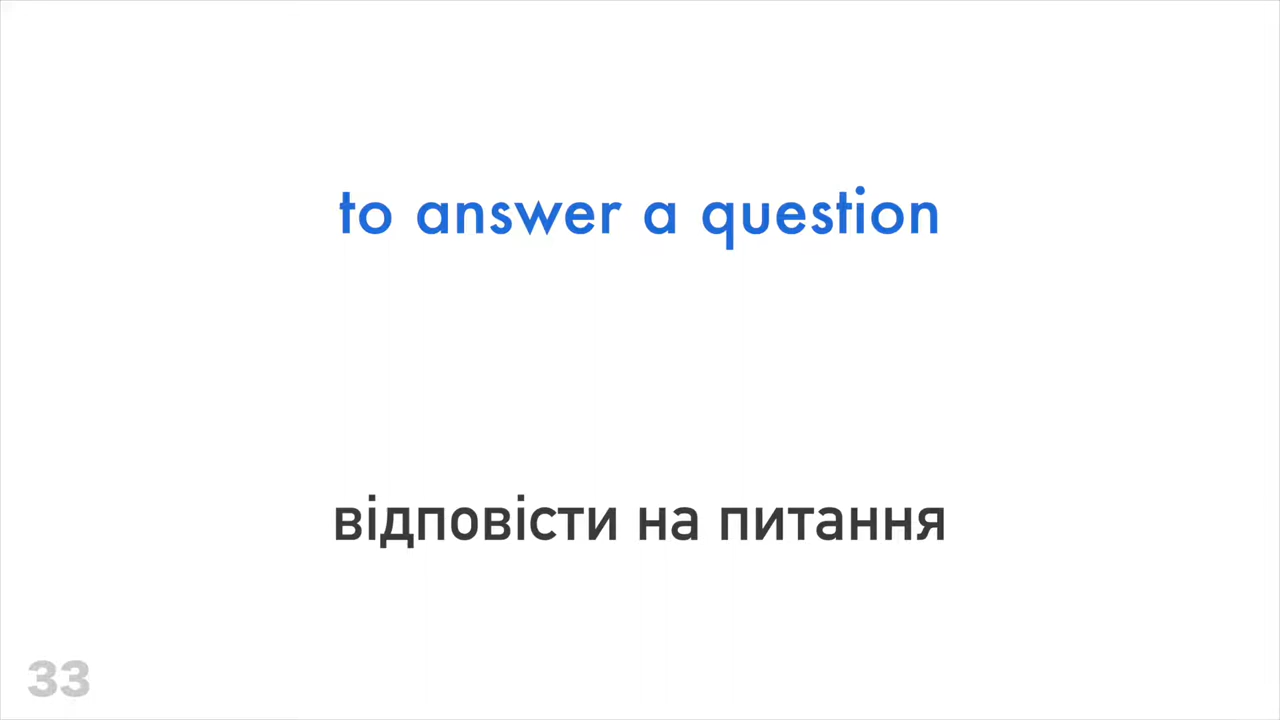 to answer a question
відповісти на питання
33